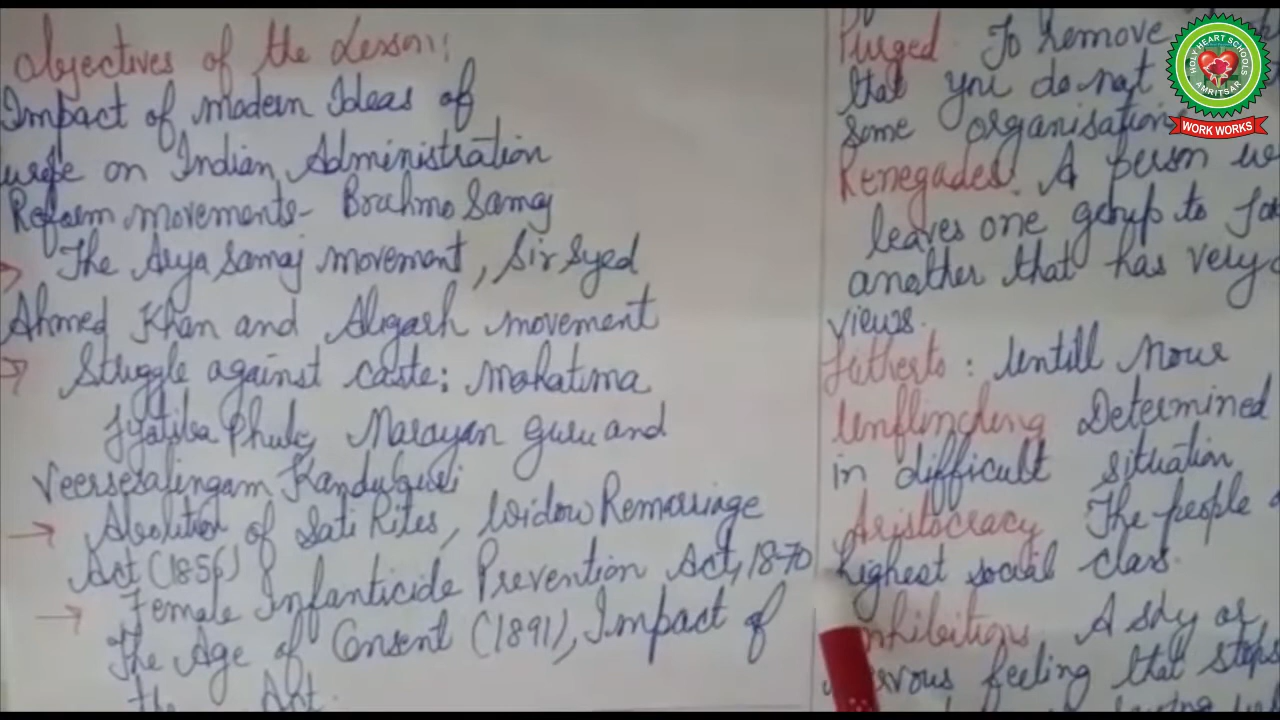 Objectives of the Lesson:
Impact of modern Ideas of
on Indian Administration
Reform movements- Brahmo Samaj
→ The Arya Samaj movement, Sir Syed
Ahmed Khan and Aligarh movement
→ Struggle against caste: Mahatma
Jyotiba Phule, Narayan guru and
Veersesalingam Kandukuri
→ Abolition of Sati Rites, Widow Remarriage
Act (1856)
→ Female Infanticide Prevention Act, 1870
The Age of Consent (1891), Impact of
the
Purged To remove
that you do not
some organisations
Renegades. A person
leaves one group to
another that has very
views.
Hitherto: Untill Now
Unflinching Determined
in difficult situation
Aristocracy The people
highest social class.
A shy or
feeling that stops
HOLY HEART SCHOOLS
AMRITSAR
WORK WORKS